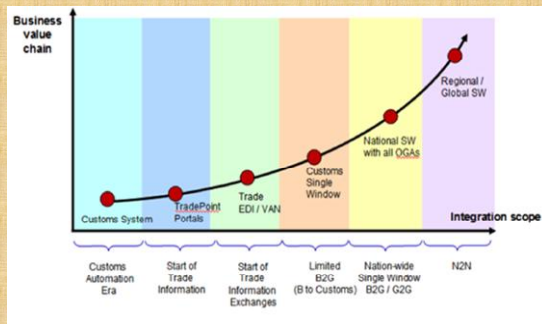 Business
value
chain
Regional /
Global SW
National SW
with all OGAs
Customs
Single
Window
Trade
EDI / VAN
TradePoint
Portals
Customs System
Integration scope
Customs
Automation
Era
Start of
Trade
Information
Start of
Trade
Information
Exchanges
Limited
B2G
(B to Customs)
Nation-wide
Single Window
B2G / G2G
N2N